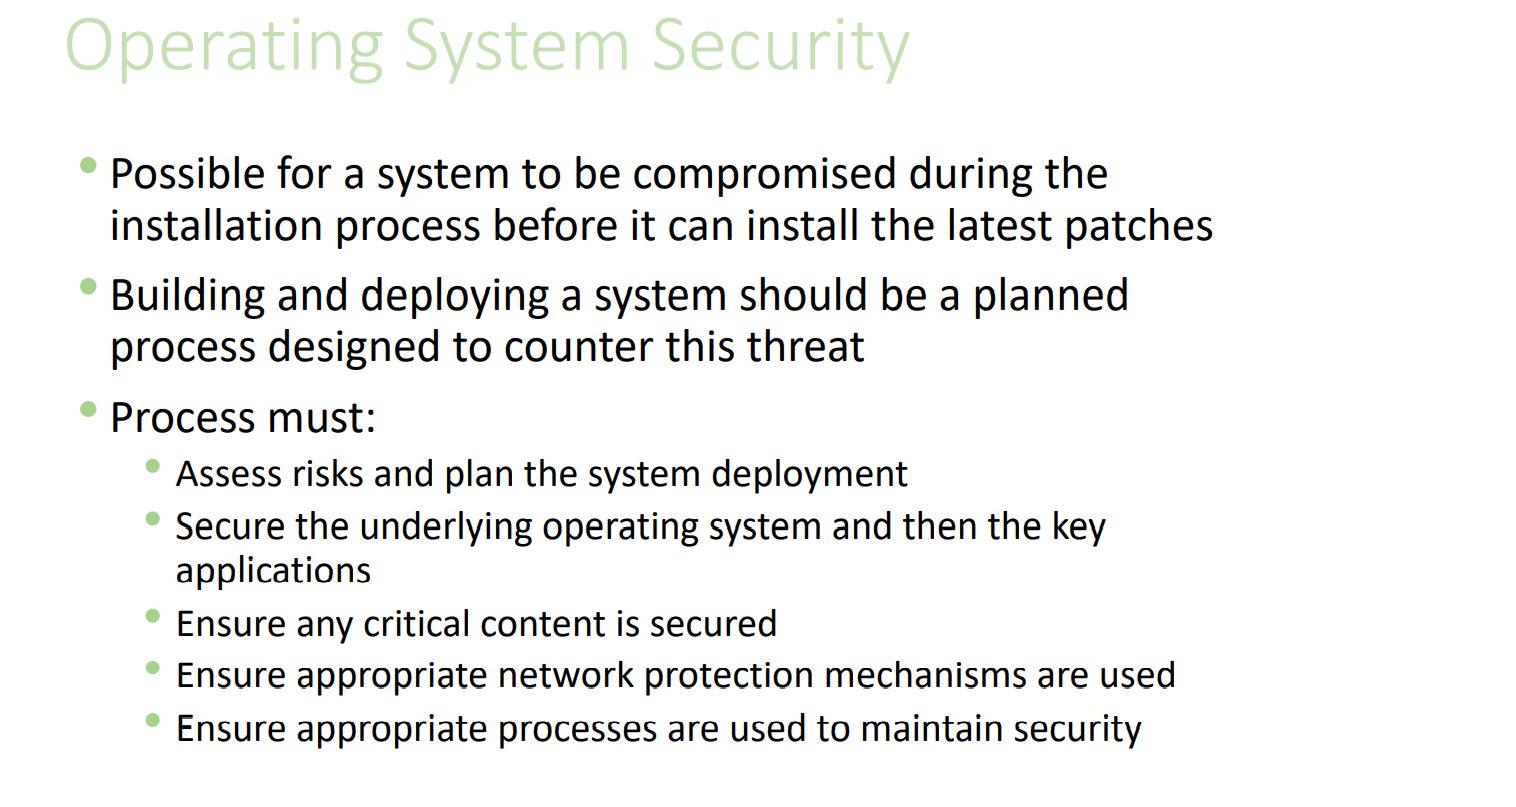 Operating System Security
• Possible for a system to be compromised during the
installation process before it can install the latest patches
• Building and deploying a system should be a planned
process designed to counter this threat
• Process must:
• Assess risks and plan the system deployment
• Secure the underlying operating system and then the key
applications
• Ensure any critical content is secured
• Ensure appropriate network protection mechanisms are used
• Ensure appropriate processes are used to maintain security